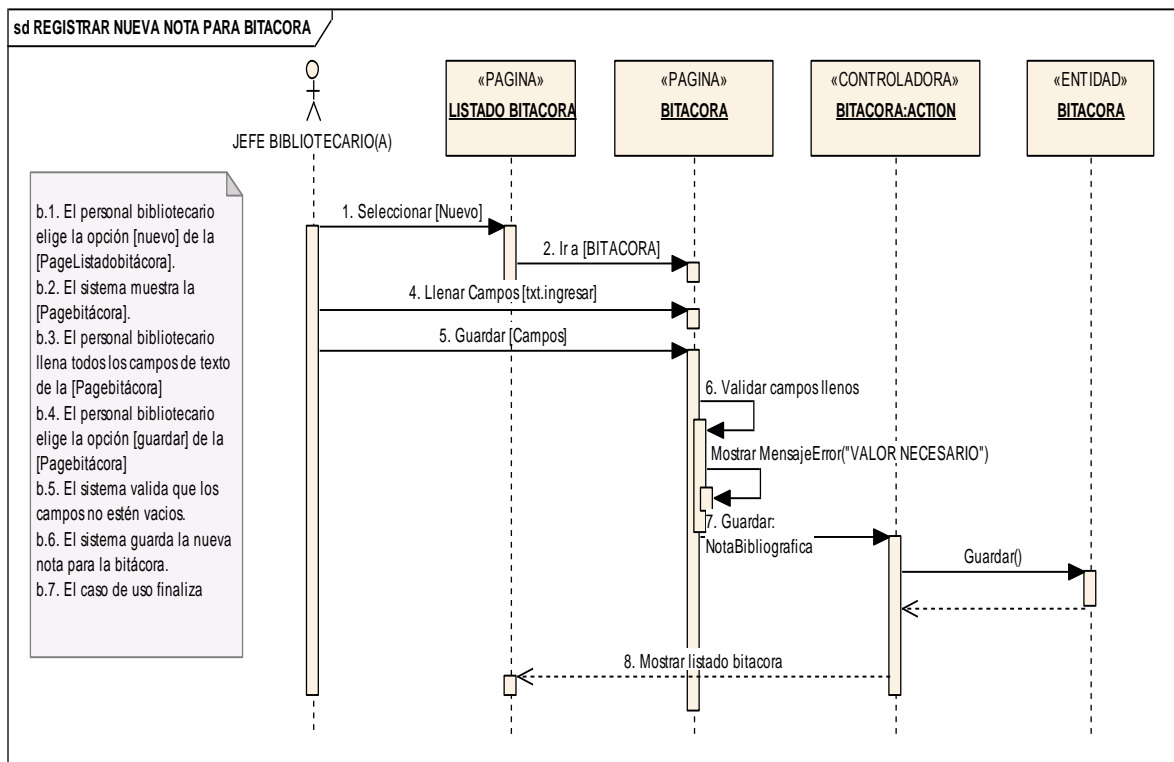 sd REGISTRAR NUEVA NOTA PARA BITACORA
JEFE BIBLIOTECARIO(A)
«PAGINA»
LISTADO BITACORA
«PAGINA»
BITACORA
«CONTROLADORA»
BITACORA:ACTION
«ENTIDAD»
BITACORA
b.1. El personal bibliotecario
elige la opción [nuevo] de la
[PageListadobitácora].
b.2. El sistema muestra la
[Pagebitácora].
b.3. El personal bibliotecario
llena todos los campos de texto
de la [Pagebitácora]
b.4. El personal bibliotecario
elige la opción [guardar] de la
[Pagebitácora]
b.5. El sistema valida que los
campos no estén vacios.
b.6. El sistema guarda la nueva
nota para la bitácora.
b.7. El caso de uso finaliza
1. Seleccionar [Nuevo]
2. Ir a [BITACORA]
4. Llenar Campos [txt.ingresar]
5. Guardar [Campos]
6. Validar campos llenos
Mostrar MensajeError("VALOR NECESARIO")
7. Guardar:
NotaBibliografica
Guardar()
8. Mostrar listado bitacora